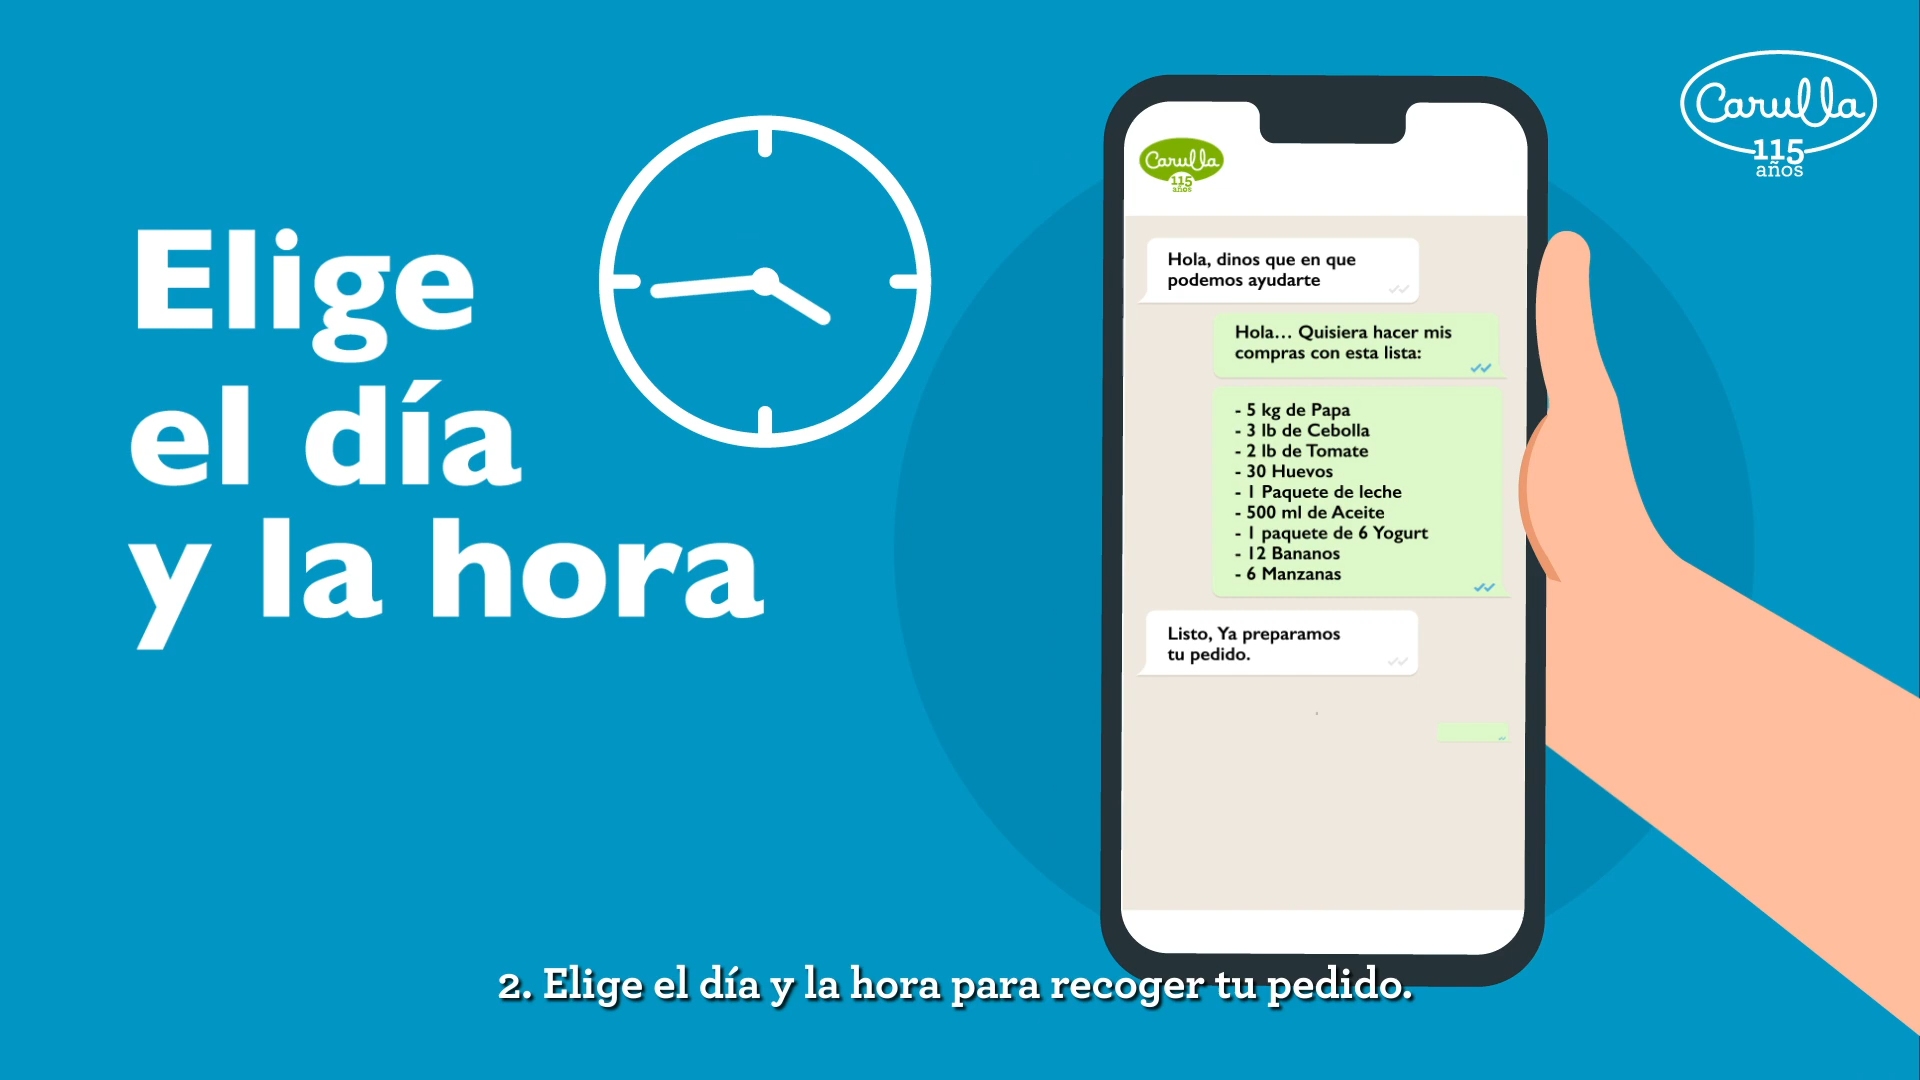 Elige
el día
y la hora
Carulla
115
años
Carulla
115
años
Hola, dinos que en que
podemos ayudarte
Hola... Quisiera hacer mis
compras con esta lista:
- 5 kg de Papa
- 3 lb de Cebolla
- 2 lb de Tomate
- 30 Huevos
- 1 Paquete de leche
- 500 ml de Aceite
- 1 paquete de 6 Yogurt
- 12 Bananos
- 6 Manzanas
Listo, Ya preparamos
tu pedido.
2. Elige el día y la hora para recoger tu pedido.